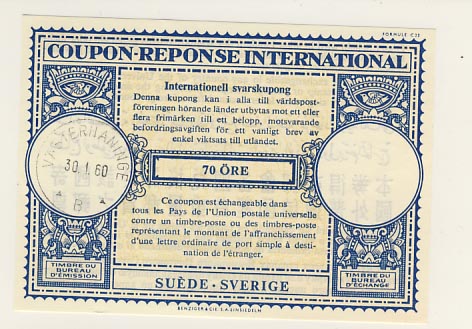 FORMULE C22
COUPON-REPONSE INTERNATIONAL
Internationell svarskupong
Denna kupong kan i alla till världspost-
föreningen hörande länder utbytas mot ett eller
flera frimärken till ett belopp, motsvarande
befordringsavgiften för ett vanligt brev av
enkel viktsats till utlandet.
VÄSTERHANINGE
30.1.60
B
70 ÖRE
Ce coupon est échangeable dans
tous les Pays de l'Union postale universelle
contre un timbre-poste ou des timbres-poste
représentant le montant de l'affranchissement
d'une lettre ordinaire de port simple à desti-
nation de l'étranger.
TIMBRE DU
BUREAU
D'ÉMISSION
TIMBRE DU
BUREAU
D'ÉCHANGE
SUÈDE - SVERIGE
BENZIGER & CIE. S.A. EINSIEDELN